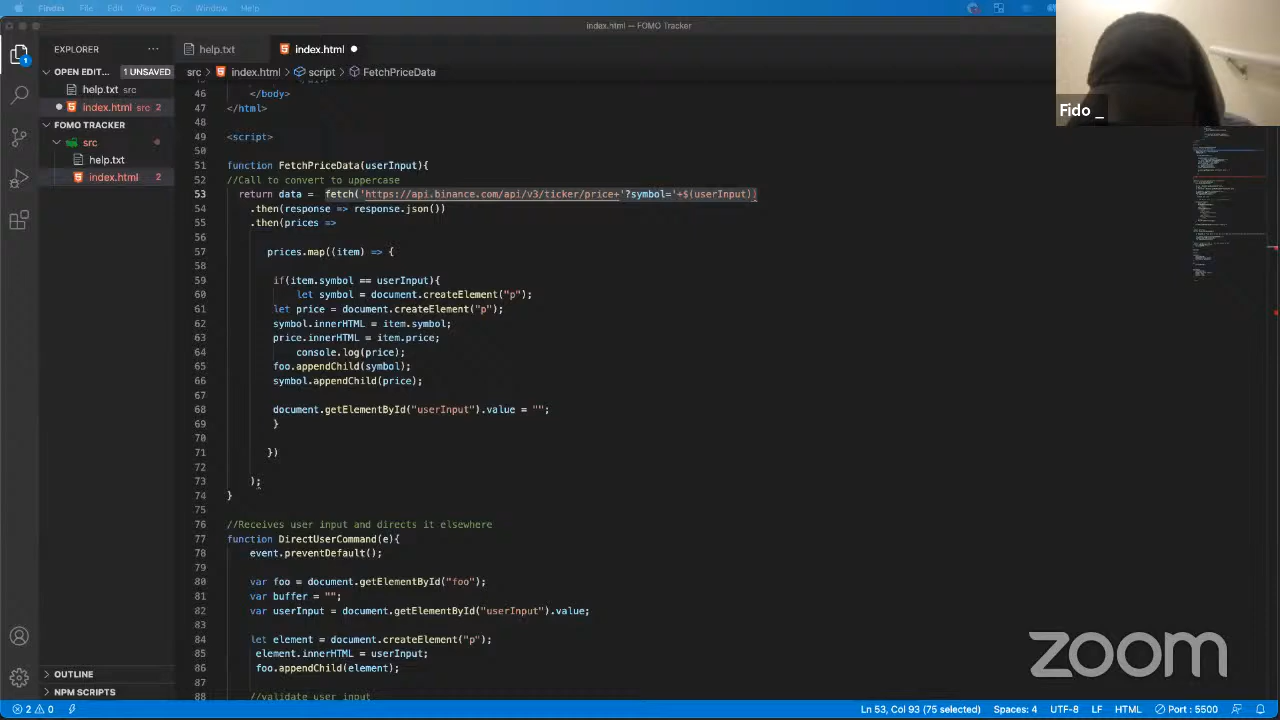 Finder File Edit View Go Window Help
index.html — FOMO Tracker
Fido _
EXPLORER
help.txt
index.html
OPEN EDIT... 1 UNSAVED
src > index.html > script > FetchPriceData
help.txt src
index.html src 2
FOMO TRACKER
src
help.txt
index.html 2
46 </body>
47 </html>
48
49 <script>
50
51 function FetchPriceData(userInput){
52 //Call to convert to uppercase
53 return data = fetch('https://api.binance.com/api/v3/ticker/price+'?symbol='+$(userInput))
54 .then(response => response.json())
55 .then(prices =>
56
57 prices.map((item) => {
58
59 if(item.symbol == userInput){
60 let symbol = document.createElement("p");
61 let price = document.createElement("p");
62 symbol.innerHTML = item.symbol;
63 price.innerHTML = item.price;
64 console.log(price);
65 foo.appendChild(symbol);
66 symbol.appendChild(price);
67
68 document.getElementById("userInput").value = "";
69 }
70
71 })
72
73 );
74 }
75
76 //Receives user input and directs it elsewhere
77 function DirectUserCommand(e){
78 event.preventDefault();
79
80 var foo = document.getElementById("foo");
81 var buffer = "";
82 var userInput = document.getElementById("userInput").value;
83
84 let element = document.createElement("p");
85 element.innerHTML = userInput;
86 foo.appendChild(element);
87
88 //validate user input
OUTLINE
NPM SCRIPTS
zoom
2 0
Ln 53, Col 93 (75 selected) Spaces: 4 UTF-8 LF HTML Port : 5500